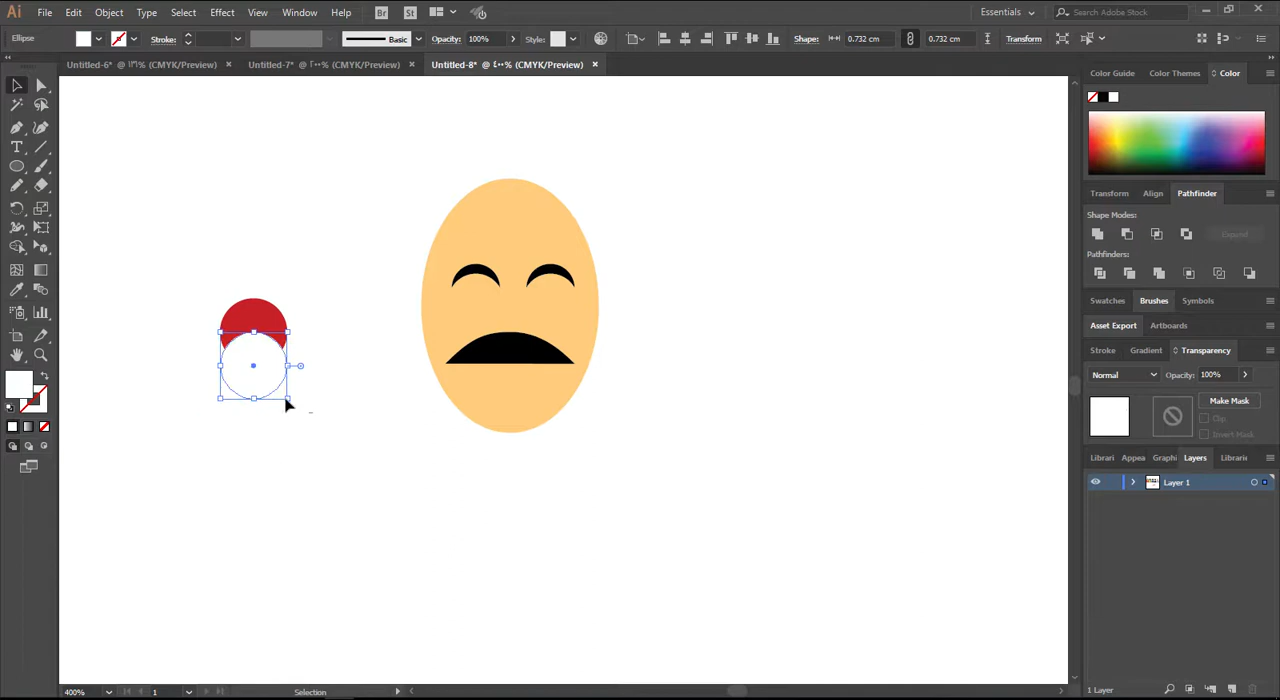 Ai File Edit Object Type Select Effect View Window Help Br St Essentials Search Adobe Stock
Ellipse Stroke: Basic Opacity: 100% Style: Shape: 0.732 cm 0.732 cm Transform
Untitled-6* @ ١٣١% (CMYK/Preview) Untitled-7* @ ٢٠٠% (CMYK/Preview) Untitled-8* @ ٤٠٠% (CMYK/Preview)
Color Guide Color Themes Color
Transform Align Pathfinder
Shape Modes:
Expand
Pathfinders:
Swatches Brushes Symbols
Asset Export Artboards
Stroke Gradient Transparency
Normal Opacity: 100%
Make Mask
Clip
Invert Mask
Librari Appea Graphi Layers Librarie
Layer 1
400% 1 Selection 1 Layer